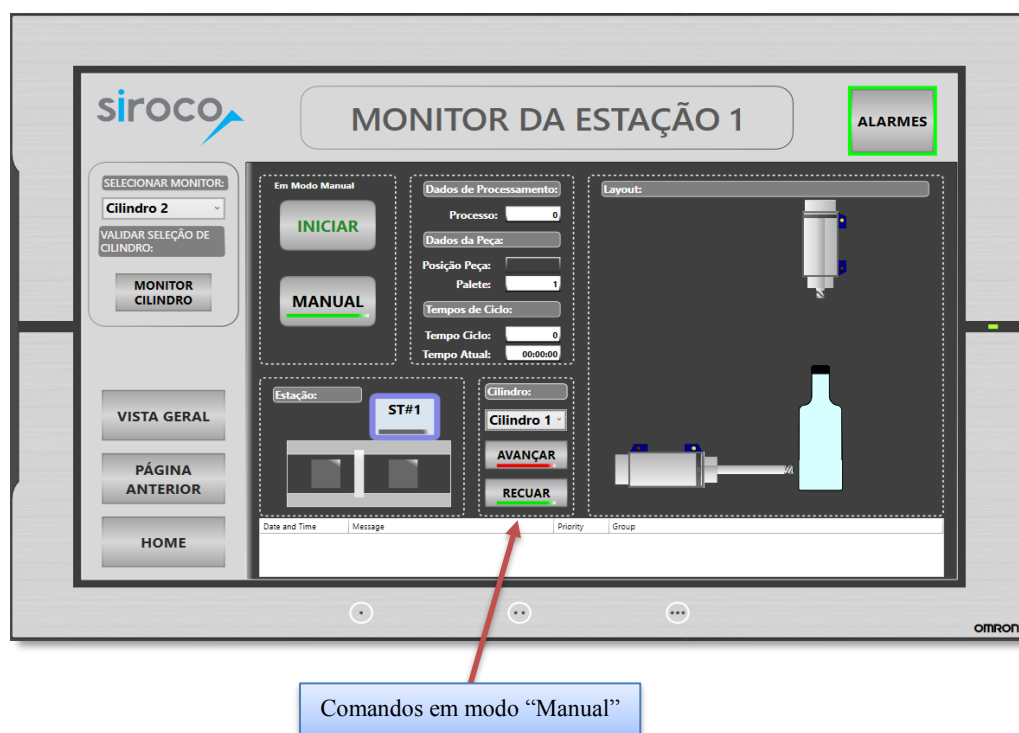 siroco
MONITOR DA ESTAÇÃO 1
ALARMES
SELECIONAR MONITOR:
Cilindro 2
VALIDAR SELEÇÃO DE
CILINDRO:
MONITOR
CILINDRO
VISTA GERAL
PÁGINA
ANTERIOR
HOME
Em Modo Manual
INICIAR
MANUAL
Dados de Processamento:
Processo: 0
Dados da Peça:
Posição Peça:
Palete: 1
Tempos de Ciclo:
Tempo Ciclo: 0
Tempo Atual: 00:00:00
Layout:
Estação:
ST#1
Cilindro:
Cilindro 1
AVANÇAR
RECUAR
Date and Time Message Priority Group
OMRON
Comandos em modo “Manual”